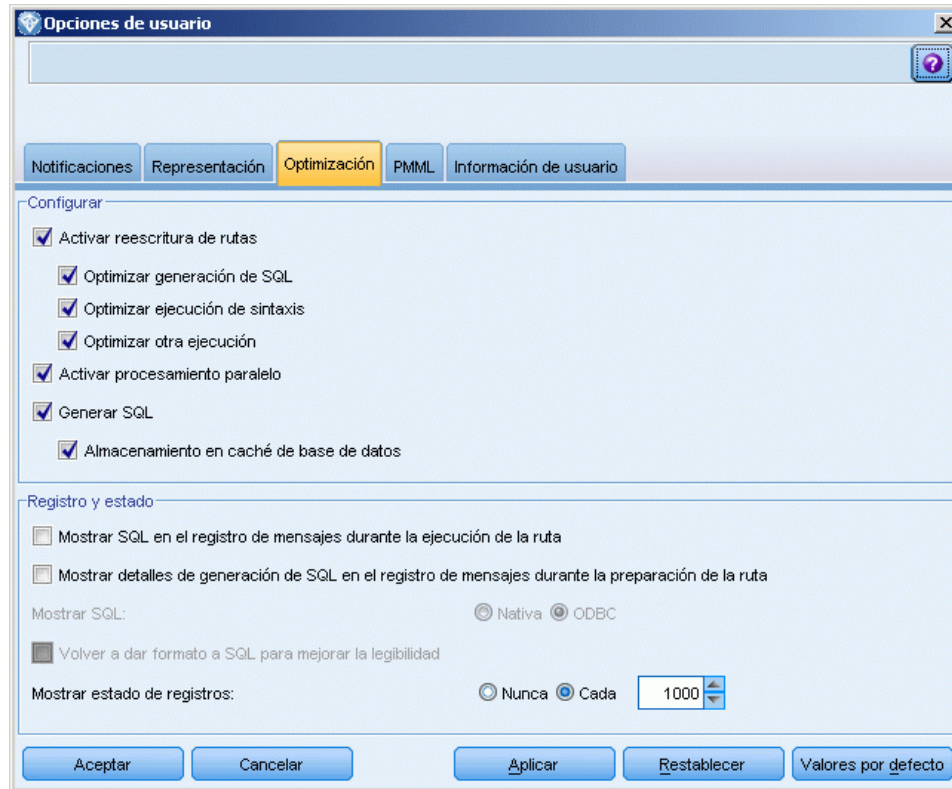 Opciones de usuario
Notificaciones Representación Optimización PMML Información de usuario
Configurar
Activar reescritura de rutas
Optimizar generación de SQL
Optimizar ejecución de sintaxis
Optimizar otra ejecución
Activar procesamiento paralelo
Generar SQL
Almacenamiento en caché de base de datos
Registro y estado
Mostrar SQL en el registro de mensajes durante la ejecución de la ruta
Mostrar detalles de generación de SQL en el registro de mensajes durante la preparación de la ruta
Mostrar SQL: Nativa ODBC
Volver a dar formato a SQL para mejorar la legibilidad
Mostrar estado de registros: Nunca Cada 1000
Aceptar Cancelar Aplicar Restablecer Valores por defecto